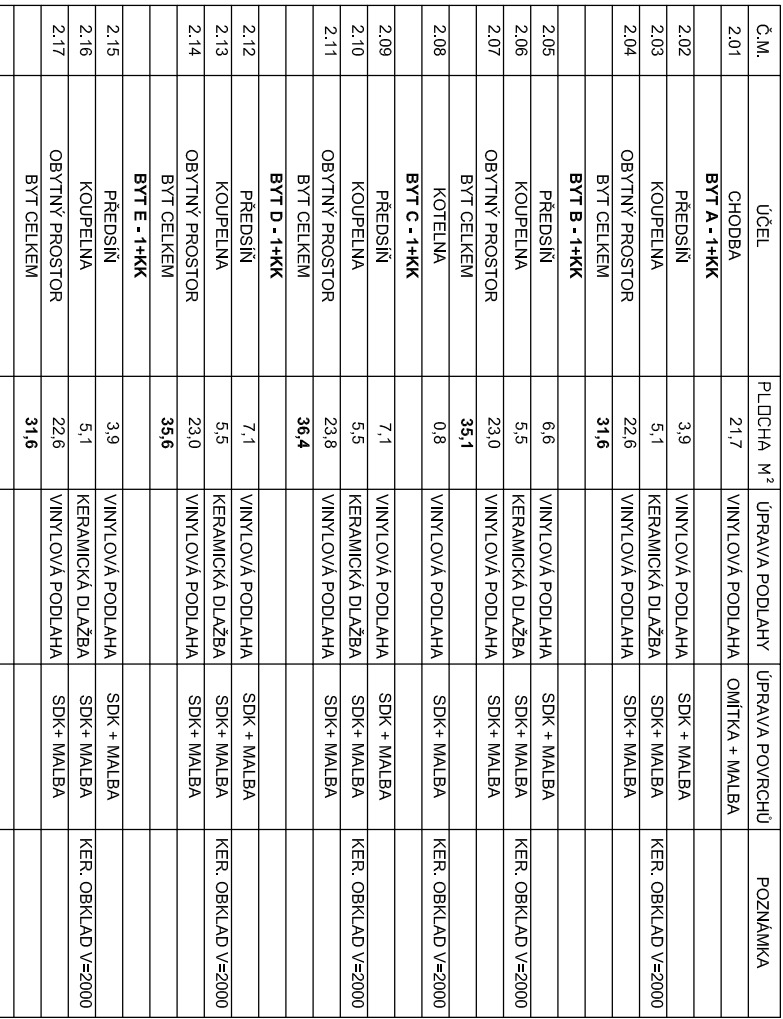 Č.M. ÚČEL PLOCHA M² ÚPRAVA PODLAHY ÚPRAVA POVRCHŮ POZNÁMKA
2.01 CHODBA 21,7 VINYLOVÁ PODLAHA OMÍTKA + MALBA
BYT A - 1+KK
2.02 PŘEDSÍŇ 3,9 VINYLOVÁ PODLAHA SDK + MALBA
2.03 KOUPELNA 5,1 KERAMICKÁ DLAŽBA SDK+ MALBA KER. OBKLAD V=2000
2.04 OBYTNÝ PROSTOR 22,6 VINYLOVÁ PODLAHA SDK+ MALBA
BYT CELKEM 31,6
BYT B - 1+KK
2.05 PŘEDSÍŇ 6,6 VINYLOVÁ PODLAHA SDK + MALBA
2.06 KOUPELNA 5,5 KERAMICKÁ DLAŽBA SDK+ MALBA KER. OBKLAD V=2000
2.07 OBYTNÝ PROSTOR 23,0 VINYLOVÁ PODLAHA SDK+ MALBA
BYT CELKEM 35,1
2.08 KOTELNA 0,8 VINYLOVÁ PODLAHA SDK + MALBA KER. OBKLAD V=2000
BYT C - 1+KK
2.09 PŘEDSÍŇ 7,1 VINYLOVÁ PODLAHA SDK + MALBA
2.10 KOUPELNA 5,5 KERAMICKÁ DLAŽBA SDK+ MALBA KER. OBKLAD V=2000
2.11 OBYTNÝ PROSTOR 23,8 VINYLOVÁ PODLAHA SDK+ MALBA
BYT CELKEM 36,4
BYT D - 1+KK
2.12 PŘEDSÍŇ 7,1 VINYLOVÁ PODLAHA SDK + MALBA
2.13 KOUPELNA 5,5 KERAMICKÁ DLAŽBA SDK+ MALBA KER. OBKLAD V=2000
2.14 OBYTNÝ PROSTOR 23,0 VINYLOVÁ PODLAHA SDK+ MALBA
BYT CELKEM 35,6
BYT E - 1+KK
2.15 PŘEDSÍŇ 3,9 VINYLOVÁ PODLAHA SDK + MALBA
2.16 KOUPELNA 5,1 KERAMICKÁ DLAŽBA SDK+ MALBA KER. OBKLAD V=2000
2.17 OBYTNÝ PROSTOR 22,6 VINYLOVÁ PODLAHA SDK+ MALBA
BYT CELKEM 31,6